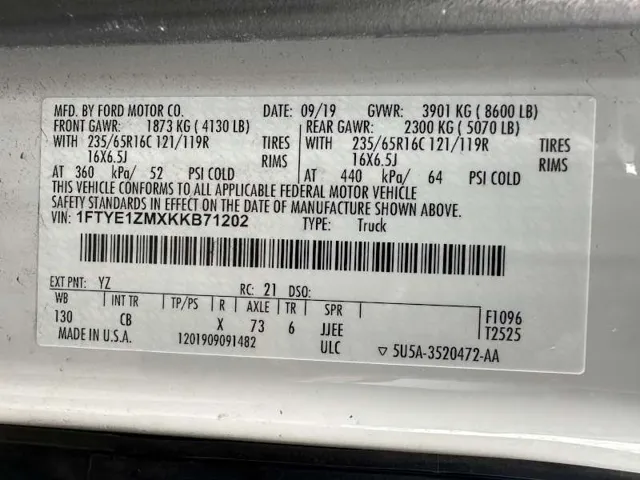 MFD. BY FORD MOTOR CO. DATE: 09/19 GVWR: 3901 KG ( 8600 LB)
FRONT GAWR: 1873 KG ( 4130 LB) REAR GAWR: 2300 KG ( 5070 LB)
WITH 235/65R16C 121/119R TIRES WITH 235/65R16C 121/119R TIRES
16X6.5J RIMS 16X6.5J RIMS
AT 360 kPa/ 52 PSI COLD AT 440 kPa/ 64 PSI COLD
THIS VEHICLE CONFORMS TO ALL APPLICABLE FEDERAL MOTOR VEHICLE
SAFETY STANDARDS IN EFFECT ON THE DATE OF MANUFACTURE SHOWN ABOVE.
VIN: 1FTYE1ZMXKKB71202 TYPE: Truck
EXT PNT: YZ RC: 21 DSO:
WB INT TR TP/PS R AXLE TR SPR F1096
130 CB X 73 6 JJEE T2525
MADE IN U.S.A. 1201909091482 ULC ▽ 5U5A-3520472-AA